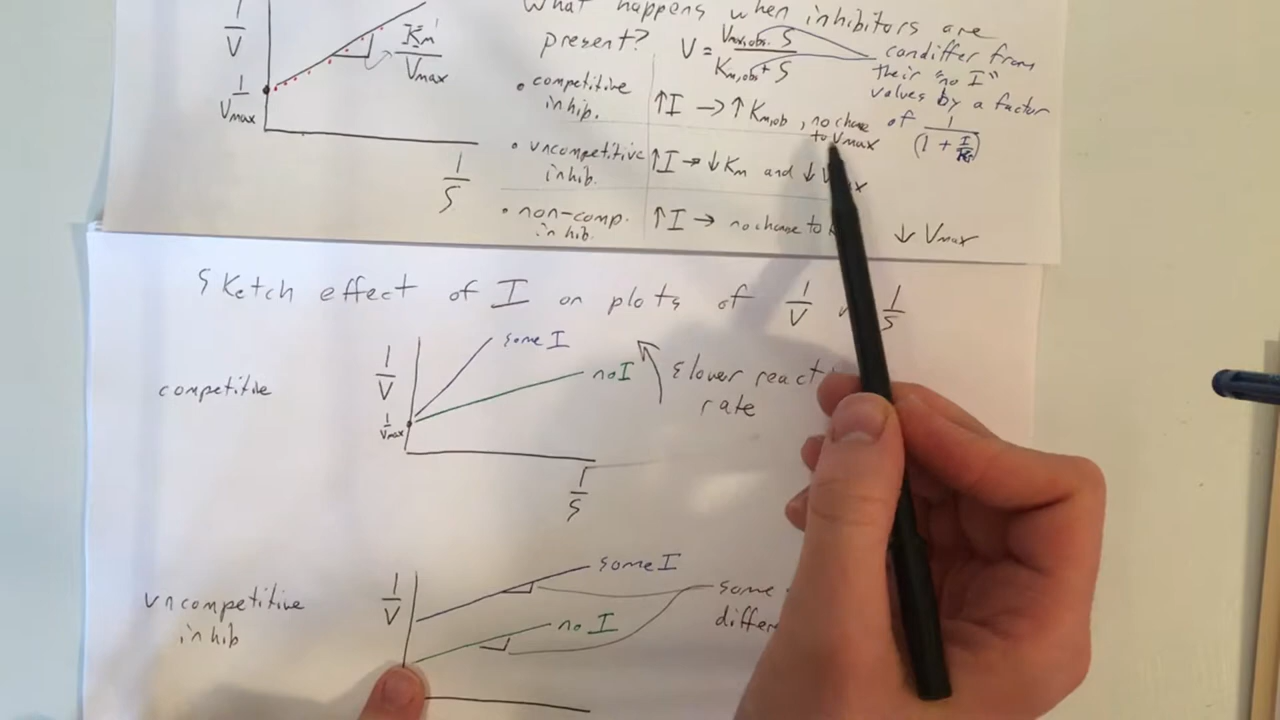 What happens when inhibitors are
present?
V = Vmax,obs. S
Km,obs + S
can differ from
their "no I"
values by a factor
of 1
(1 + I
1
V
Km
Vmax
1
Vmax
1
S
• competitive
inhib.
↑I → ↑ Km,ob , no change
to Vmax
• uncompetitive
inhib.
↑I → ↓ Km and ↓
• non-comp.
inhib.
↑I → no change to
↓ Vmax
Sketch effect of I on plots of 1
V
1
S
competitive
1
V
1
Vmax
some I
no I
Slower react
rate
1
S
uncompetitive
inhib
1
V
some I
no I
differ